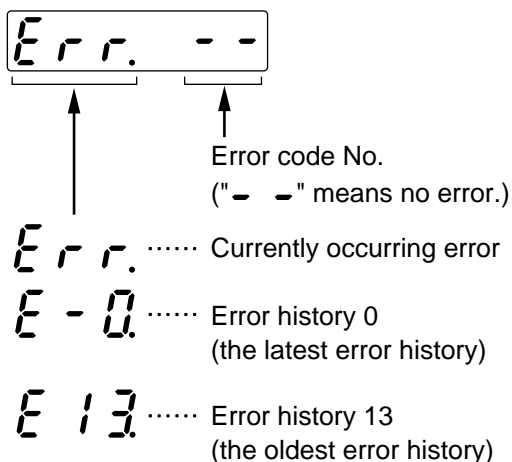 Err. --
Error code No.
("- -" means no error.)
Err. ...... Currently occurring error
E-0. ...... Error history 0
(the latest error history)
E13. ...... Error history 13
(the oldest error history)